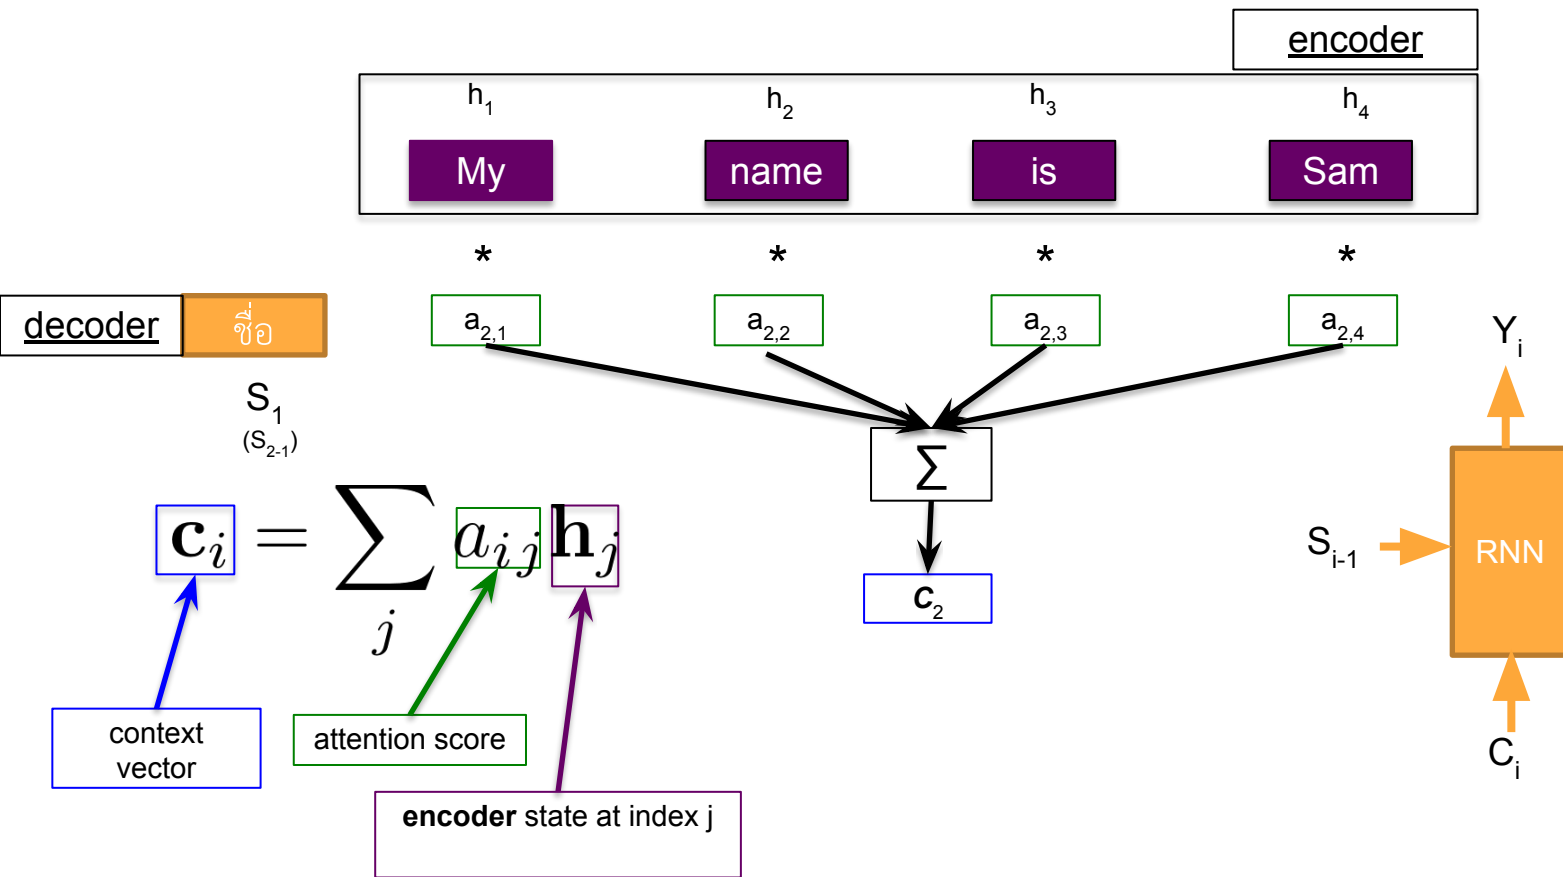 encoder
h1 h2 h3 h4
My name is Sam
* * * *
decoder ชื่อ a2,1 a2,2 a2,3 a2,4
S1
(S2-1)
∑
Yi
ci = ∑j aij hj
c2
Si-1 RNN
Ci
context
vector
attention score
encoder state at index j